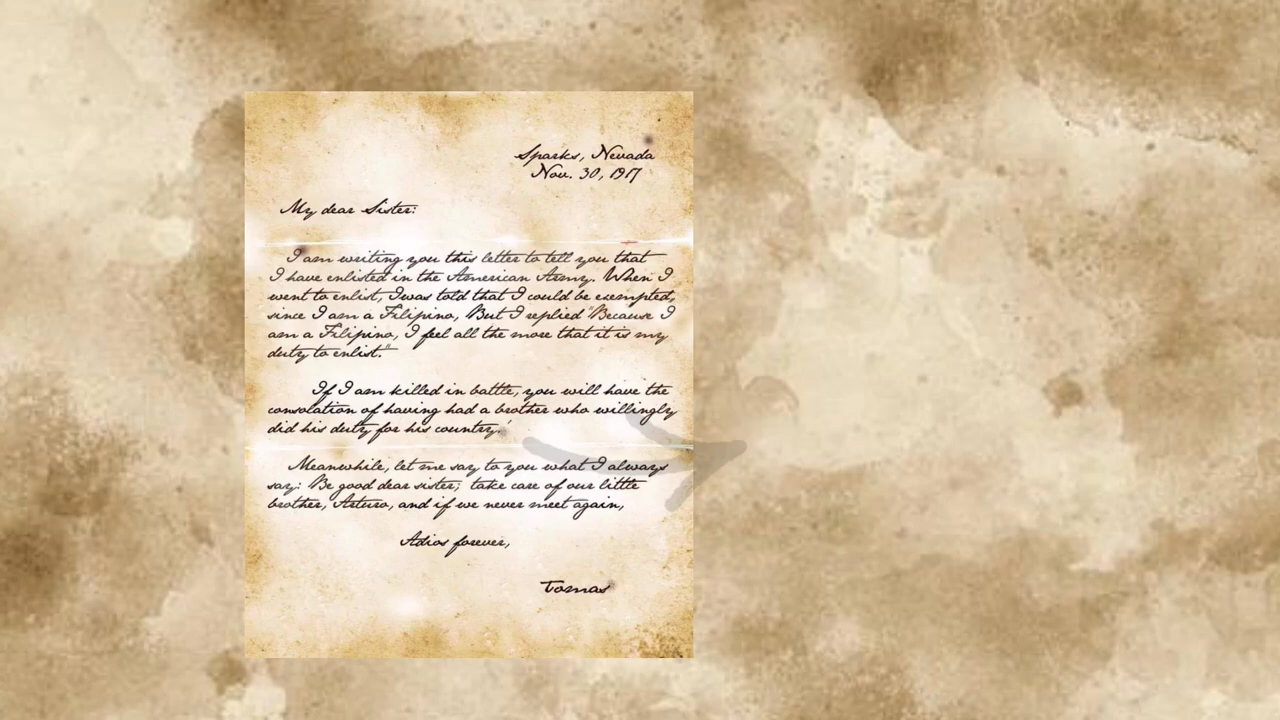 Sparks, Nevada
Nov. 30, 1917
My dear Sister:
I am writing you this letter to tell you that
I have enlisted in the American Army. When I
went to enlist, I was told that I could be exempted,
since I am a Filipino, But I replied "Because I
am a Filipino, I feel all the more that it is my
duty to enlist."
If I am killed in battle, you will have the
consolation of having had a brother who willingly
did his duty for his country.'
Meanwhile, let me say to you what I always
say: Be good dear sister; take care of our little
brother, Arturo, and if we never meet again,
Adios forever,
Tomas